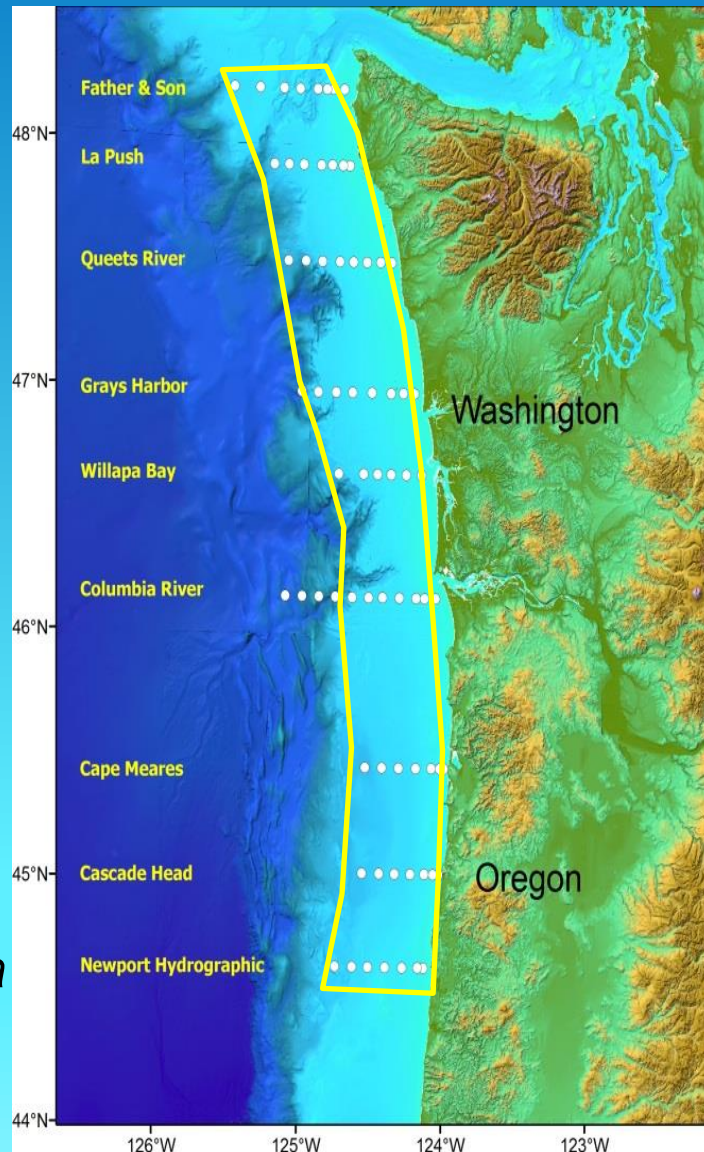 Father & Son
48°N
La Push
Queets River
47°N
Grays Harbor
Washington
Willapa Bay
Columbia River
46°N
Cape Meares
45°N
Cascade Head
Oregon
Newport Hydrographic
44°N
126°W 125°W 124°W 123°W